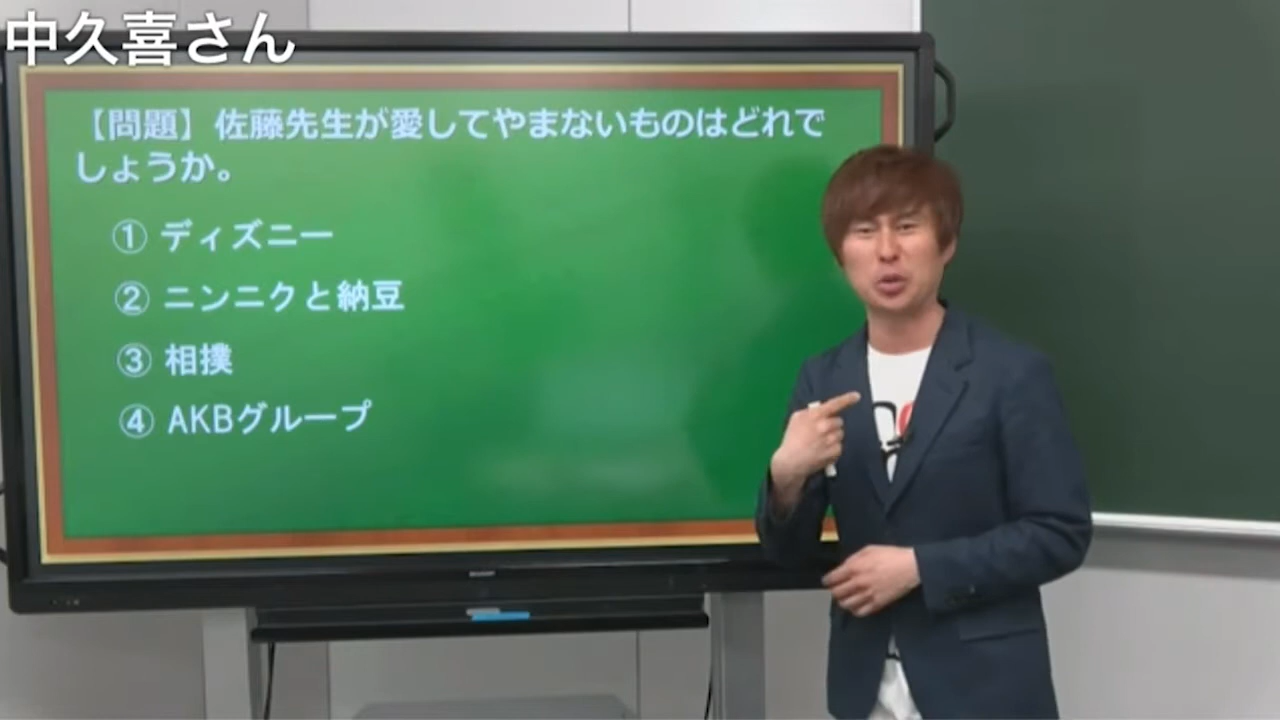 中久喜さん
【問題】佐藤先生が愛してやまないものはどれで
しょうか。
① ディズニー
② ニンニクと納豆
③ 相撲
④ AKBグループ